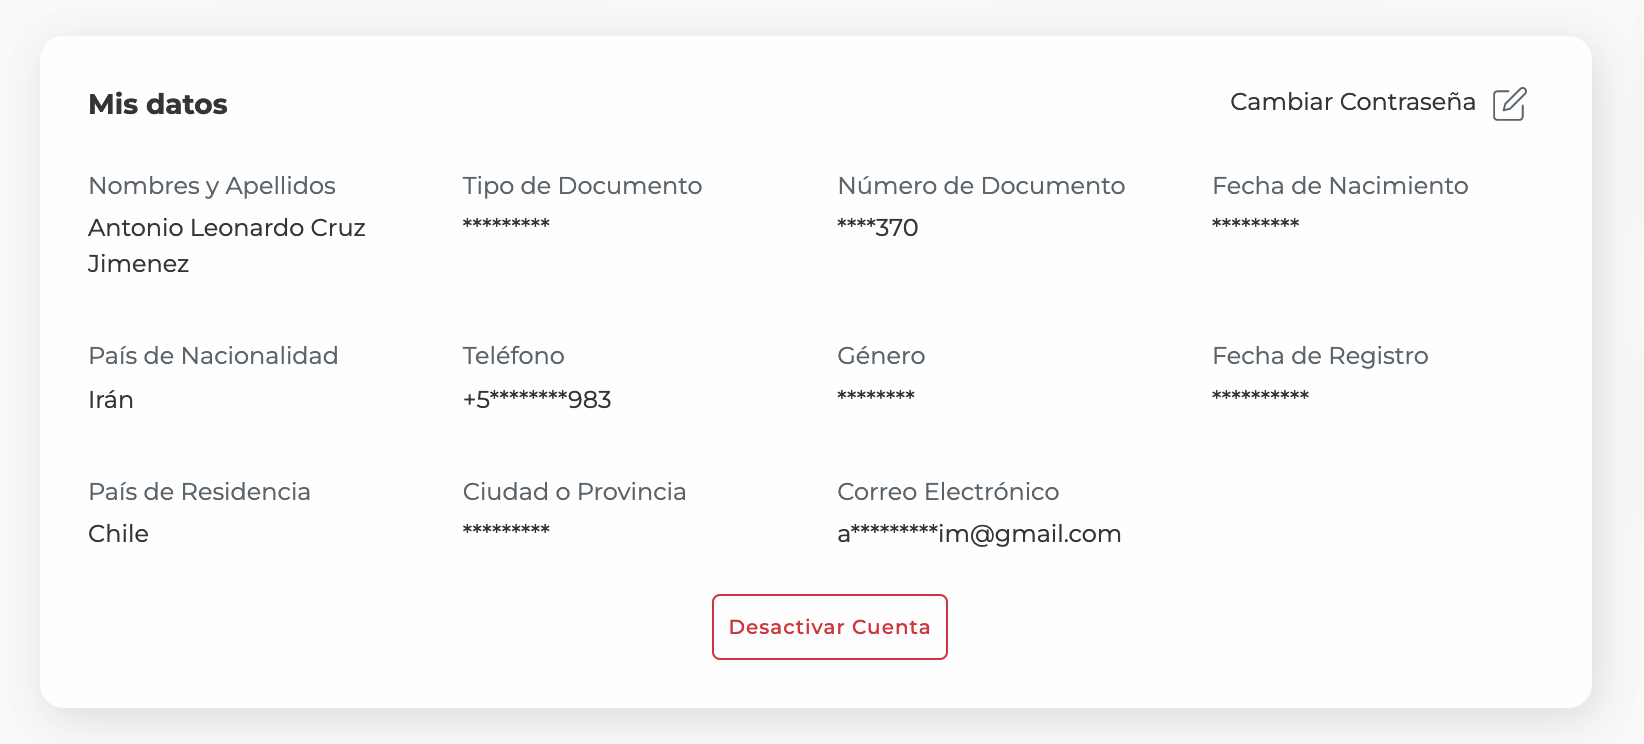 Mis datos
Cambiar Contraseña
Nombres y Apellidos
Antonio Leonardo Cruz
Jimenez
Tipo de Documento
*********
Número de Documento
****370
Fecha de Nacimiento
*********
País de Nacionalidad
Irán
Teléfono
+5********983
Género
********
Fecha de Registro
**********
País de Residencia
Chile
Ciudad o Provincia
*********
Correo Electrónico
a*********im@gmail.com
Desactivar Cuenta